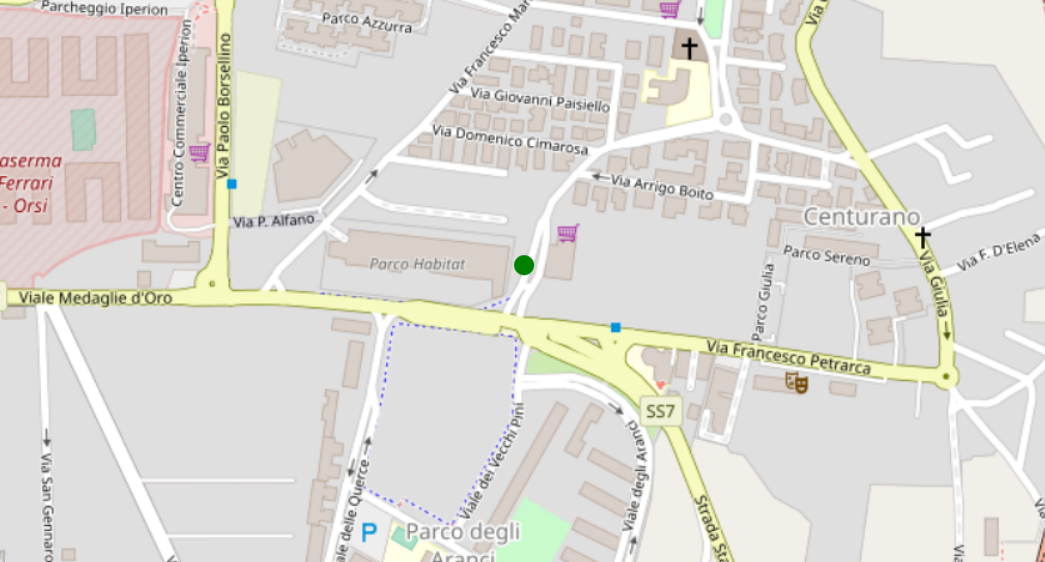 Parcheggio Iperion
Parco Azzurra
Via Francesco Mar
Via Paolo Borsellino
Centro Commerciale Iperion
Via Giovanni Paisiello
Via Domenico Cimarosa
aserma
Ferrari
- Orsi
Via Arrigo Boito
Via P. Alfano
Centurano
Parco Sereno
Via F. D'Elena
Parco Habitat
Parco Giulia
Via Giulia
Viale Medaglie d'Oro
Via Francesco Petrarca
SS7
Viale dei Vecchi Pini
Viale degli Aranci
Via San Gennaro
ale delle Querce
Strada Sta
P
Parco degli
Aranci